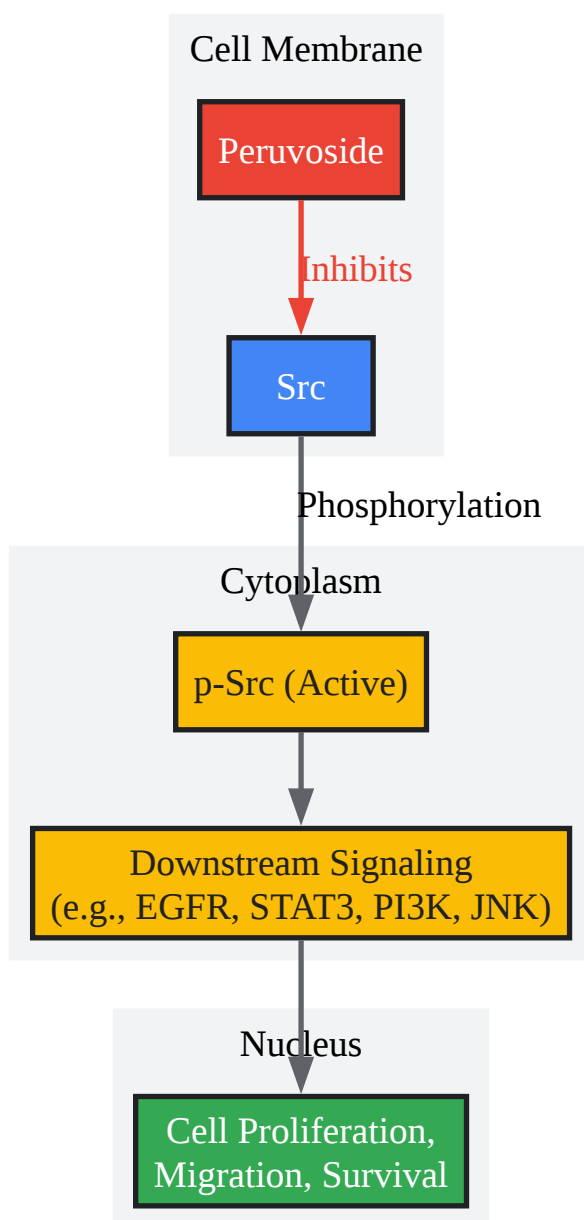 Cell Membrane
Peruvoside
Inhibits
Src
Phosphorylation
Cytoplasm
p-Src (Active)
Downstream Signaling
(e.g., EGFR, STAT3, PI3K, JNK)
Nucleus
Cell Proliferation,
Migration, Survival